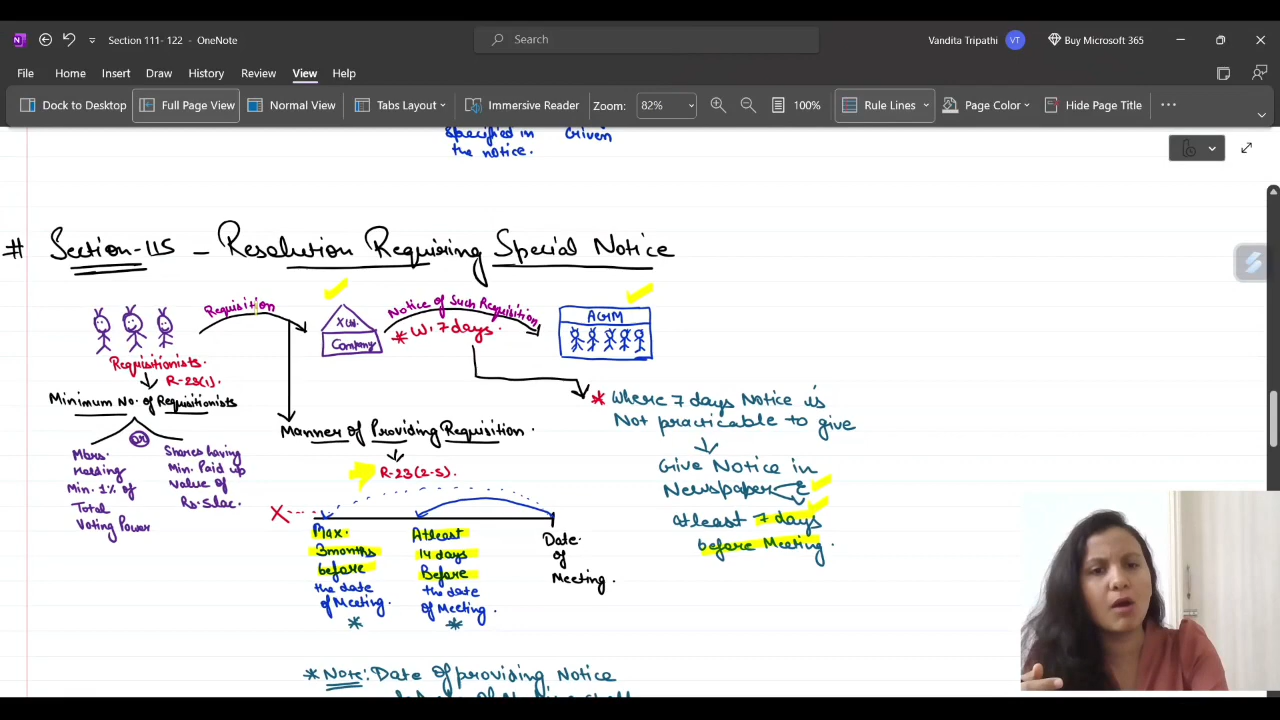 Section 111- 122 - OneNote
Search
Vandita Tripathi
VT
Buy Microsoft 365
File Home Insert Draw History Review View Help
Dock to Desktop Full Page View Normal View Tabs Layout Immersive Reader Zoom: 82% 100% Rule Lines Page Color Hide Page Title
Specified in Given
the notice.
# Section-115 - Resolution Requiring Special Notice
Requisition
Notice of Such Requisition
* W. 7 days.
Company
AGM
Requisitionists.
R-23(1).
Minimum No. of Requisitionists
OR
Mbrs.
Holding
Min. 1% of
Total
Voting Power
Shares having
Min. Paid up
value of
Rs. 5 lac.
Manner of Providing Requisition.
R-23(2-5).
X
Max.
3months
before
the date
of Meeting.
*
Atleast
14 days
Before
the date
of Meeting.
*
Date
of
Meeting.
* Where 7 days Notice is
Not practicable to give
Give Notice in
Newspaper &
atleast 7 days
before Meeting.
* Note: Date of providing Notice